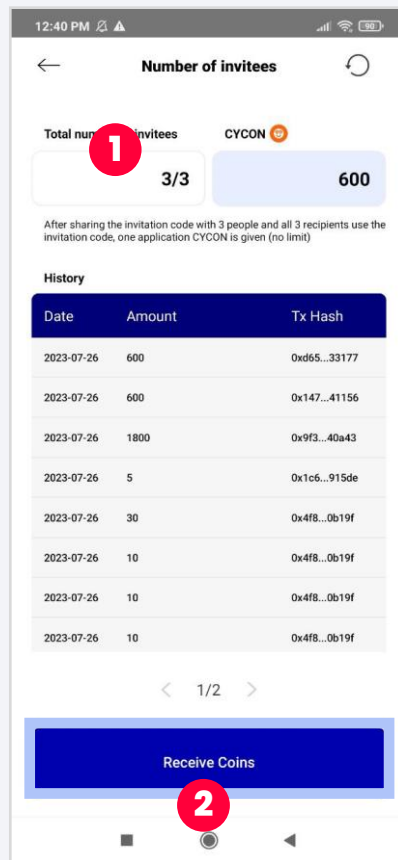 12:40 PM
90
Number of invitees
Total num invitees CYCON
1
3/3 600
After sharing the invitation code with 3 people and all 3 recipients use the
invitation code, one application CYCON is given (no limit)
History
Date Amount Tx Hash
2023-07-26 600 0xd65...33177
2023-07-26 600 0x147...41156
2023-07-26 1800 0x9f3...40a43
2023-07-26 5 0x1c6...915de
2023-07-26 30 0x4f8...0b19f
2023-07-26 10 0x4f8...0b19f
2023-07-26 10 0x4f8...0b19f
2023-07-26 10 0x4f8...0b19f
< 1/2 >
Receive Coins
2